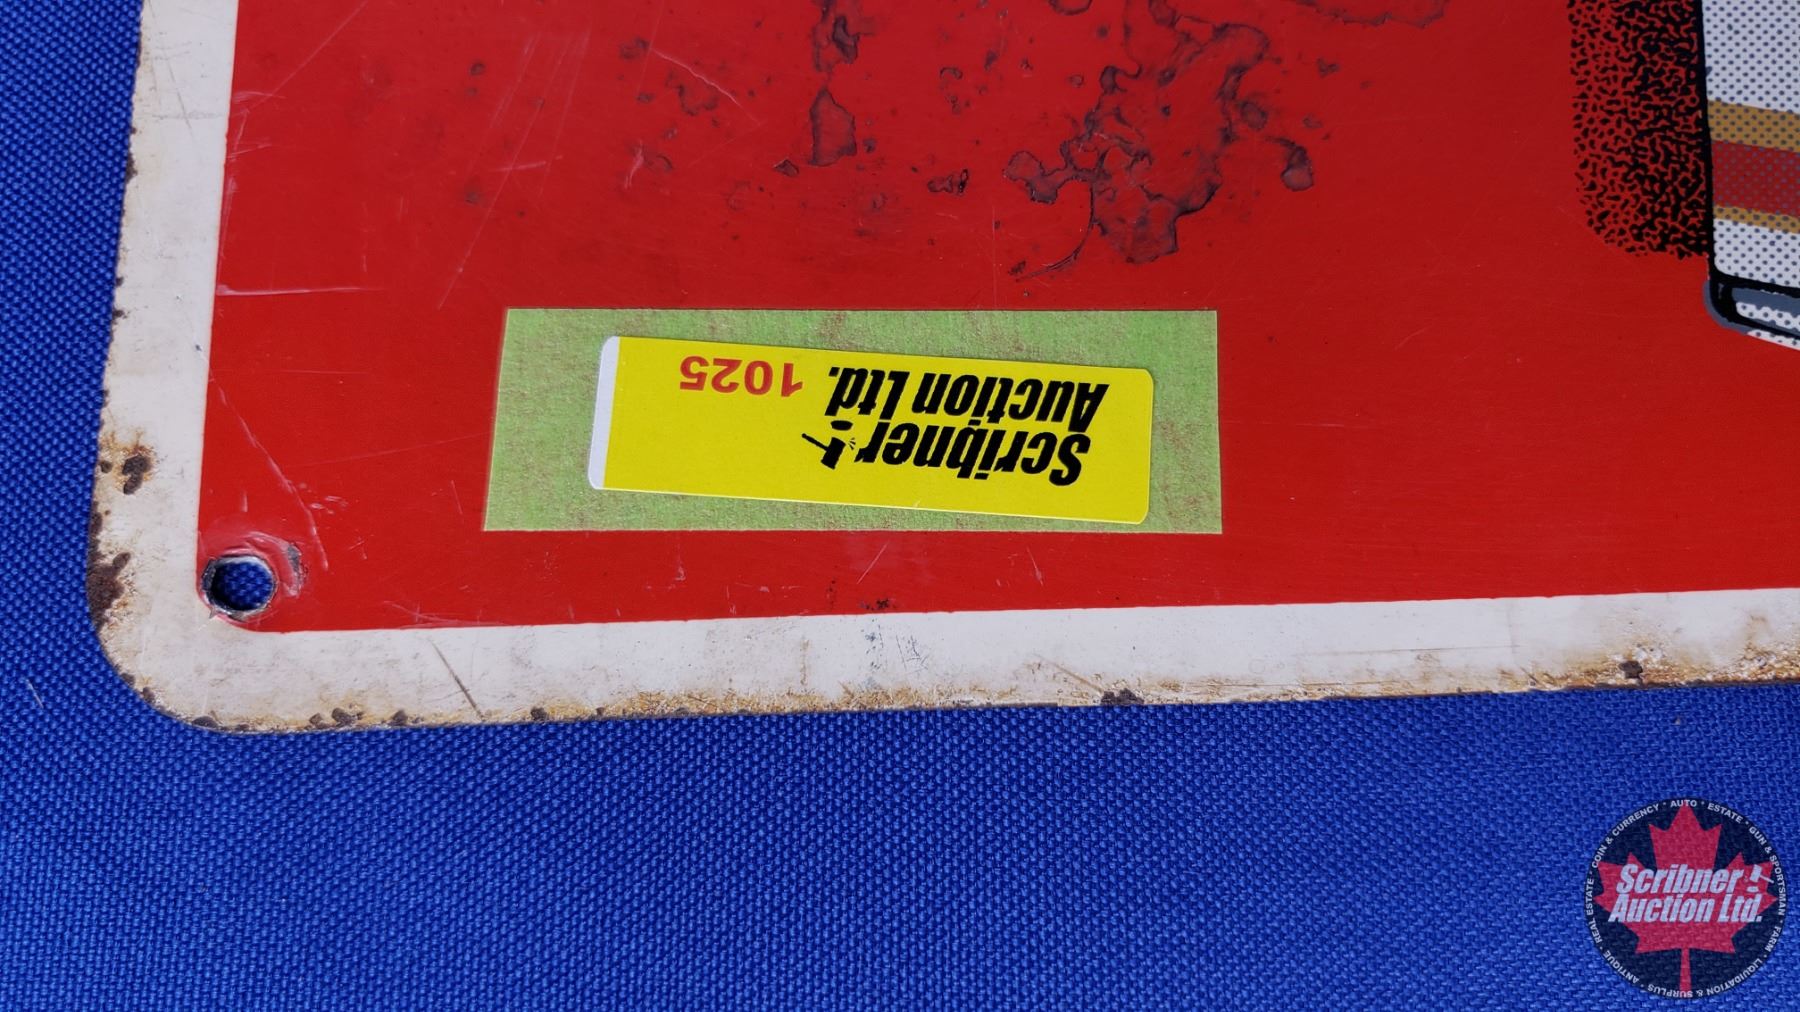 Scribner
Auction Ltd.
1025
COIN & CURRENCY * AUTO * ESTATE * GUN & SPORTSMAN * FARM * LIQUIDATION & SURPLUS * ANTIQUE * REAL ESTATE *
Scribner
Auction Ltd.